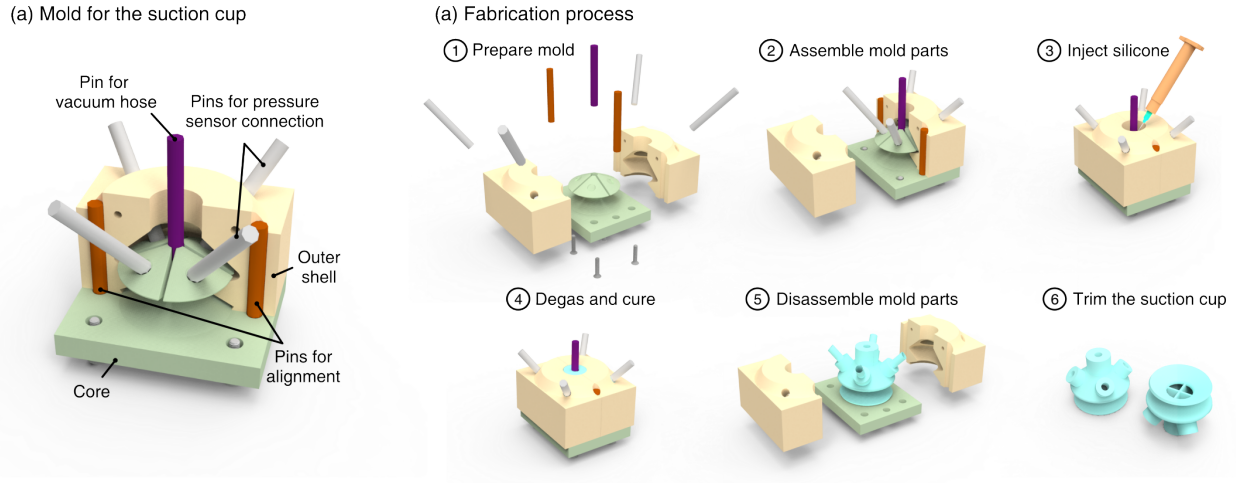 (a) Mold for the suction cup
Pin for
vacuum hose
Pins for pressure
sensor connection
Outer
shell
Pins for
alignment
Core
(a) Fabrication process
1 Prepare mold
2 Assemble mold parts
3 Inject silicone
4 Degas and cure
5 Disassemble mold parts
6 Trim the suction cup